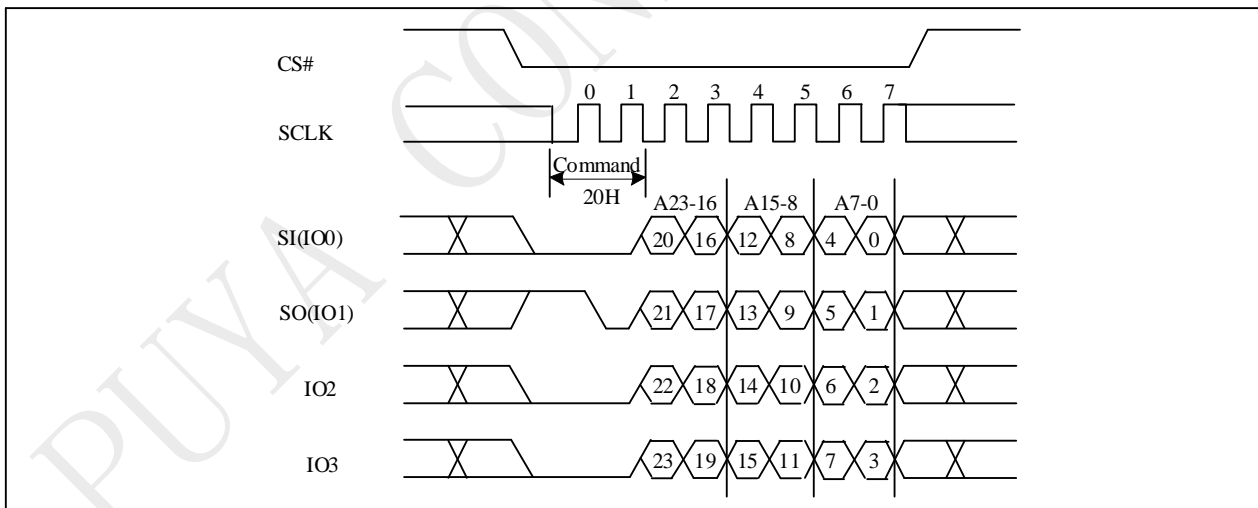 PUYA CON
CS#
0 1 2 3 4 5 6 7
SCLK
Command
20H
A23-16 A15-8 A7-0
SI(IO0)
20 16 12 8 4 0
SO(IO1)
21 17 13 9 5 1
IO2
22 18 14 10 6 2
IO3
23 19 15 11 7 3